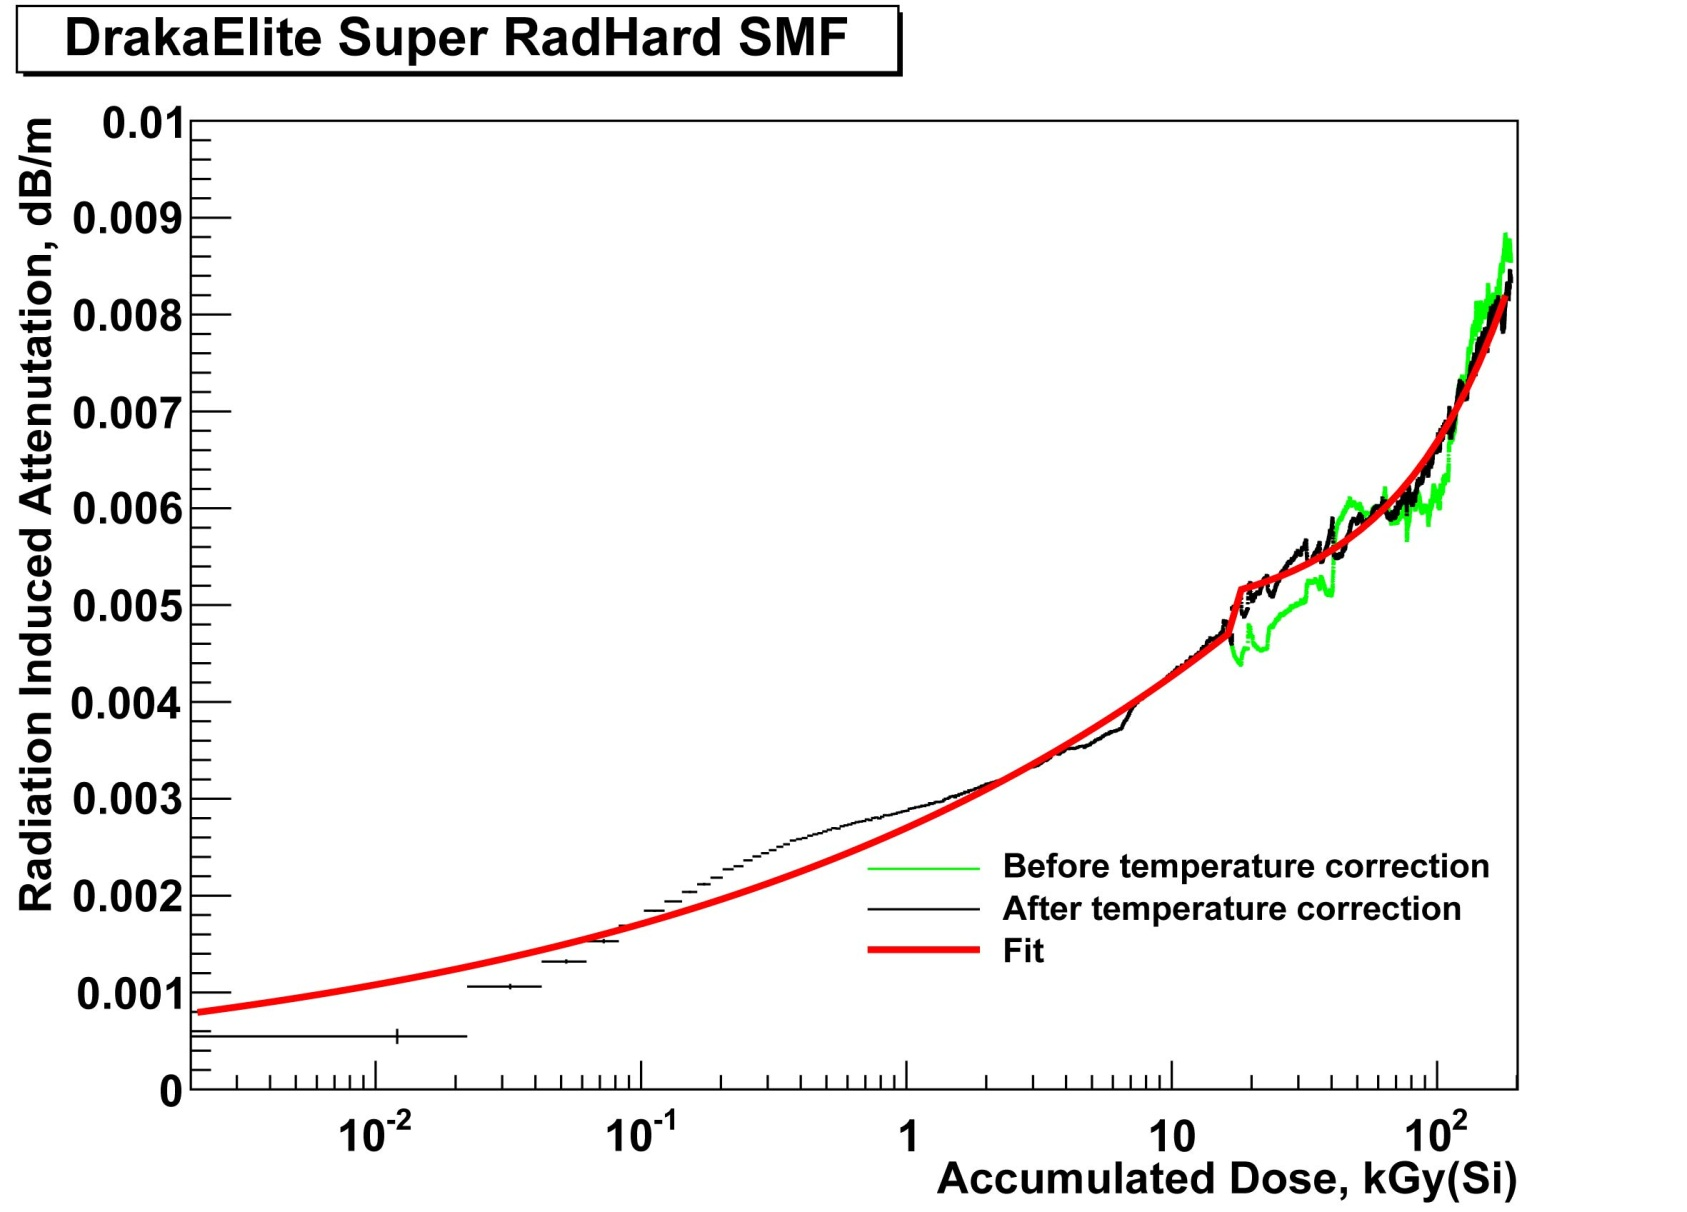 DrakaElite Super RadHard SMF
Radiation Induced Attenutation, dB/m
0.01
0.009
0.008
0.007
0.006
0.005
0.004
0.003
0.002
0.001
0
Before temperature correction
After temperature correction
Fit
10⁻² 10⁻¹ 1 10 10²
Accumulated Dose, kGy(Si)